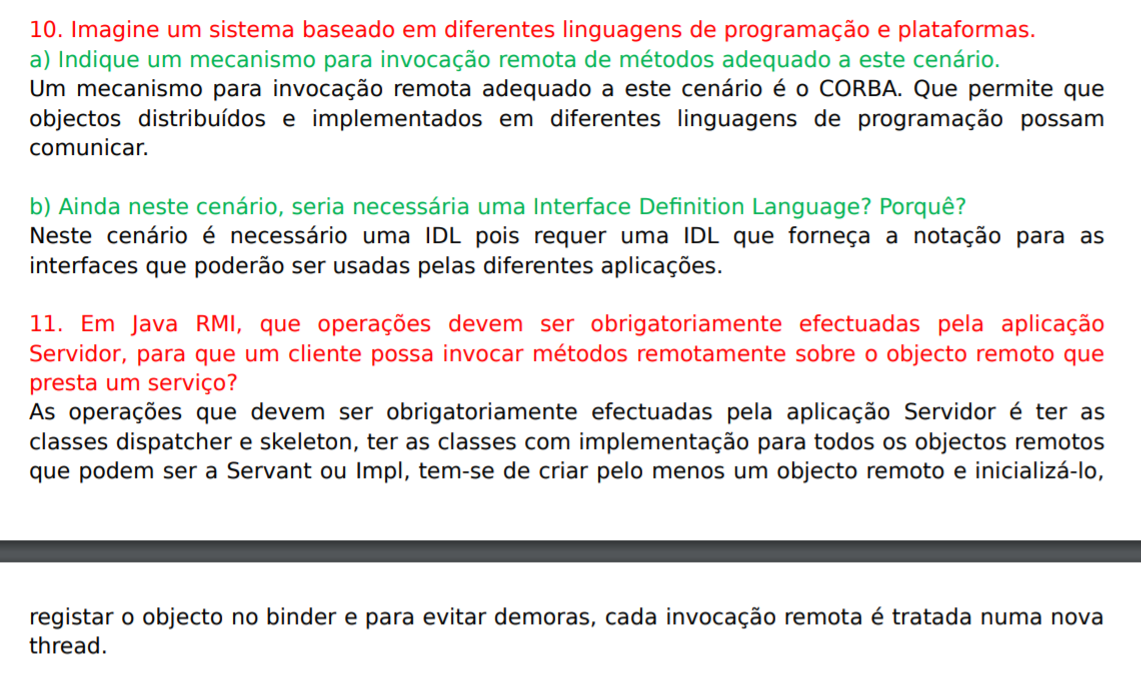 10. Imagine um sistema baseado em diferentes linguagens de programação e plataformas.
a) Indique um mecanismo para invocação remota de métodos adequado a este cenário.
Um mecanismo para invocação remota adequado a este cenário é o CORBA. Que permite que
objectos distribuídos e implementados em diferentes linguagens de programação possam
comunicar.
b) Ainda neste cenário, seria necessária uma Interface Definition Language? Porquê?
Neste cenário é necessário uma IDL pois requer uma IDL que forneça a notação para as
interfaces que poderão ser usadas pelas diferentes aplicações.
11. Em Java RMI, que operações devem ser obrigatoriamente efectuadas pela aplicação
Servidor, para que um cliente possa invocar métodos remotamente sobre o objecto remoto que
presta um serviço?
As operações que devem ser obrigatoriamente efectuadas pela aplicação Servidor é ter as
classes dispatcher e skeleton, ter as classes com implementação para todos os objectos remotos
que podem ser a Servant ou Impl, tem-se de criar pelo menos um objecto remoto e inicializá-lo,
registar o objecto no binder e para evitar demoras, cada invocação remota é tratada numa nova
thread.